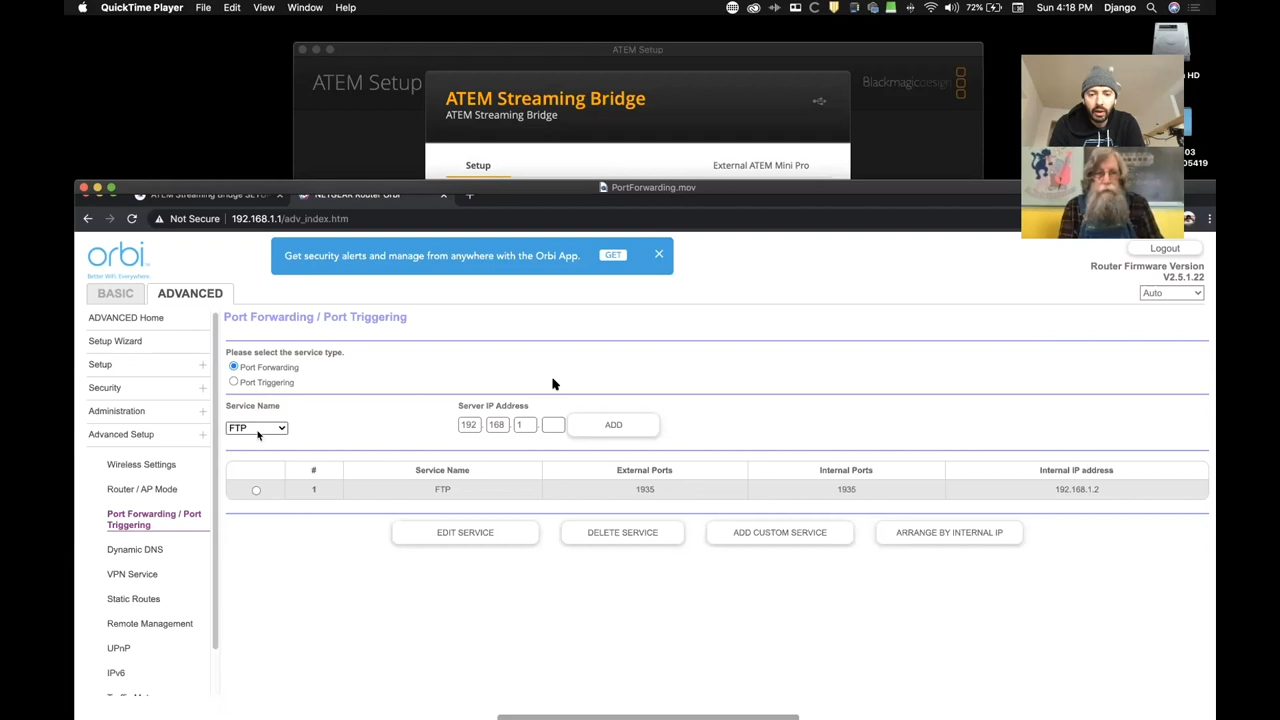 QuickTime Player File Edit View Window Help 72% Sun 4:18 PM Django
ATEM Setup
ATEM Setup
Blackmagicdesign
ATEM Streaming Bridge
ATEM Streaming Bridge
Setup External ATEM Mini Pro
03
05419
PortForwarding.mov
Not Secure 192.168.1.1/adv_index.htm
orbi
Better WiFi. Everywhere.
Get security alerts and manage from anywhere with the Orbi App. GET
Logout
Router Firmware Version
V2.5.1.22
Auto
BASIC ADVANCED
ADVANCED Home
Setup Wizard
Setup
Security
Administration
Advanced Setup
Wireless Settings
Router / AP Mode
Port Forwarding / Port
Triggering
Dynamic DNS
VPN Service
Static Routes
Remote Management
UPnP
IPv6
Port Forwarding / Port Triggering
Please select the service type.
Port Forwarding
Port Triggering
Service Name Server IP Address
FTP 192 . 168 . 1 . ADD
# Service Name External Ports Internal Ports Internal IP address
1 FTP 1935 1935 192.168.1.2
EDIT SERVICE DELETE SERVICE ADD CUSTOM SERVICE ARRANGE BY INTERNAL IP